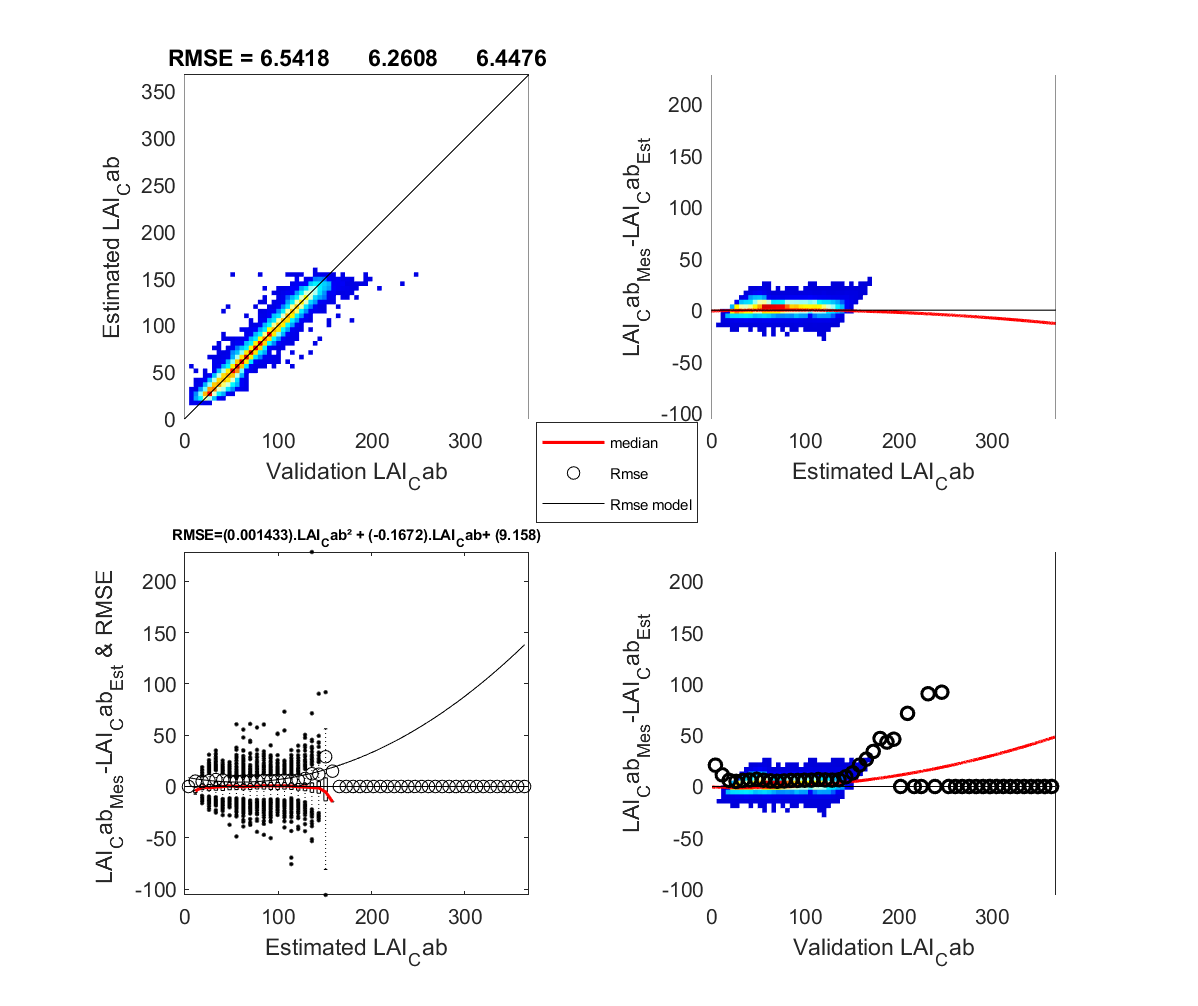 RMSE = 6.5418 6.2608 6.4476
350
300
250
200
150
100
50
0
0 100 200 300
Estimated LAI_Cab
Validation LAI_Cab
200
150
100
50
0
-50
-100
0 100 200 300
LAI_Cab_Mes-LAI_Cab_Est
Estimated LAI_Cab
median
Rmse
Rmse model
RMSE=(0.001433).LAI_Cab² + (-0.1672).LAI_Cab+ (9.158)
200
150
100
50
0
-50
-100
0 100 200 300
LAI_Cab_Mes-LAI_Cab_Est & RMSE
Estimated LAI_Cab
200
150
100
50
0
-50
-100
0 100 200 300
LAI_Cab_Mes-LAI_Cab_Est
Validation LAI_Cab